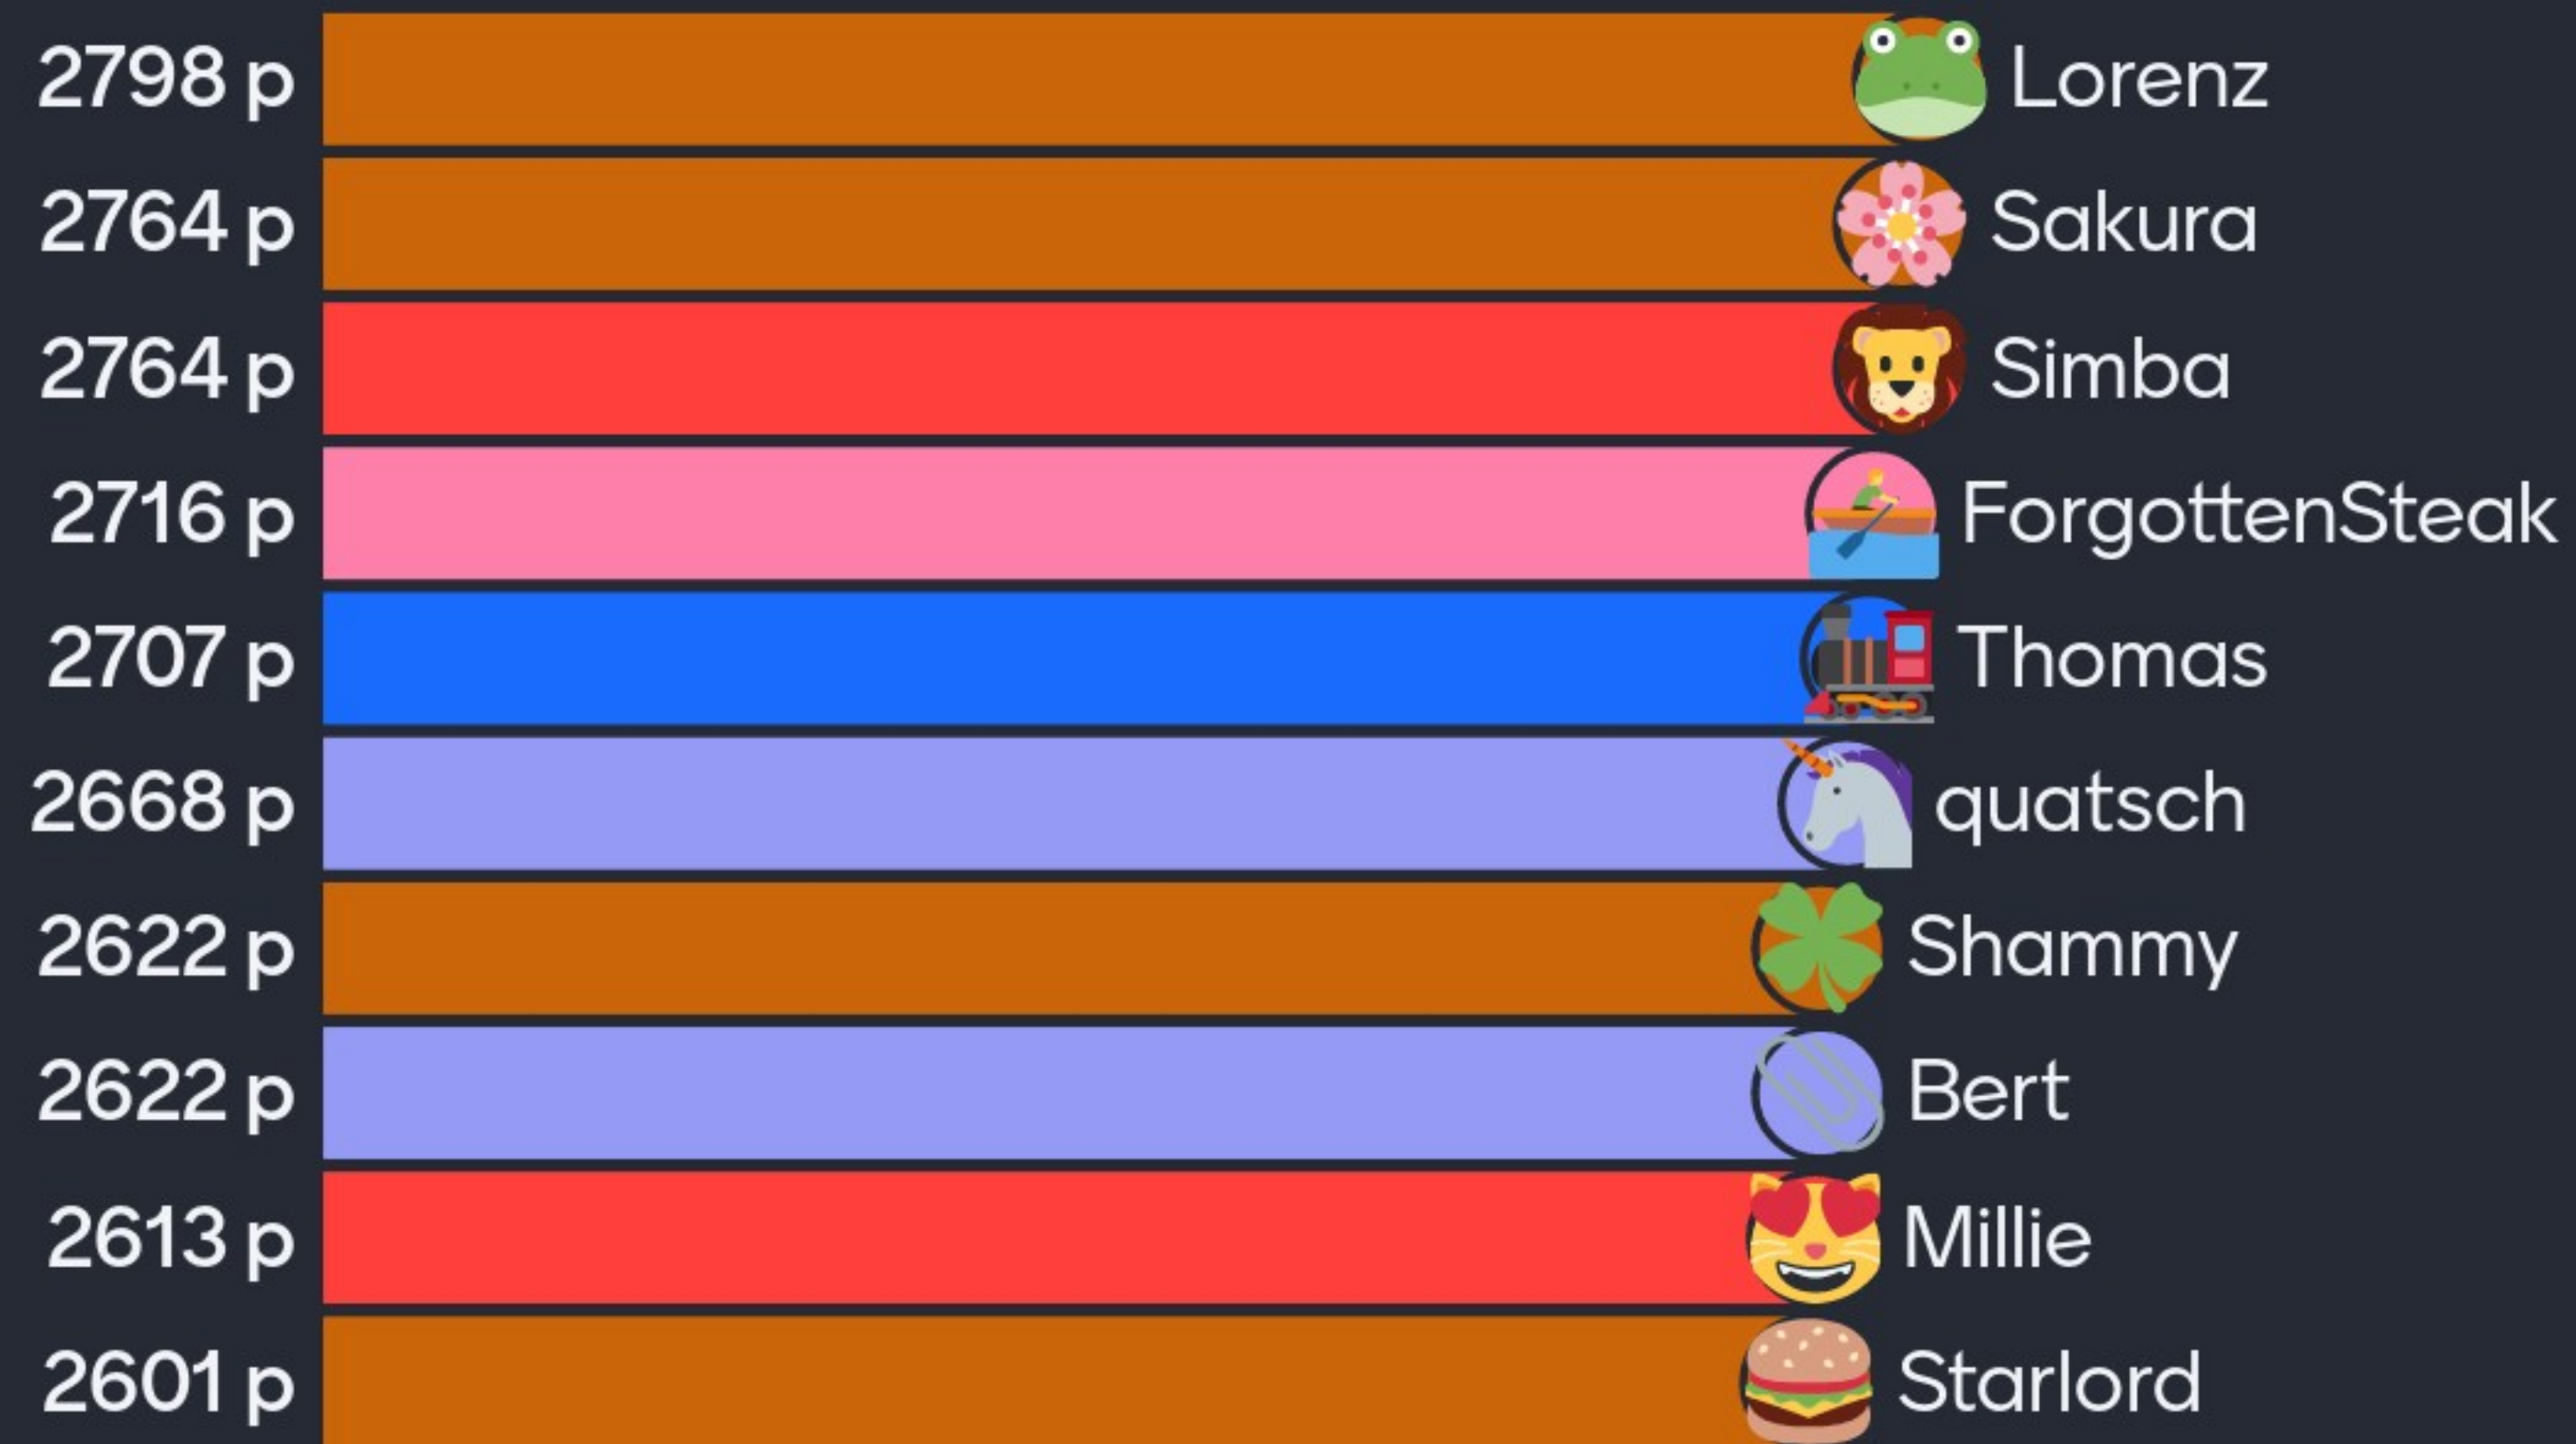 2798 p Lorenz
2764 p Sakura
2764 p Simba
2716 p ForgottenSteak
2707 p Thomas
2668 p quatsch
2622 p Shammy
2622 p Bert
2613 p Millie
2601 p Starlord